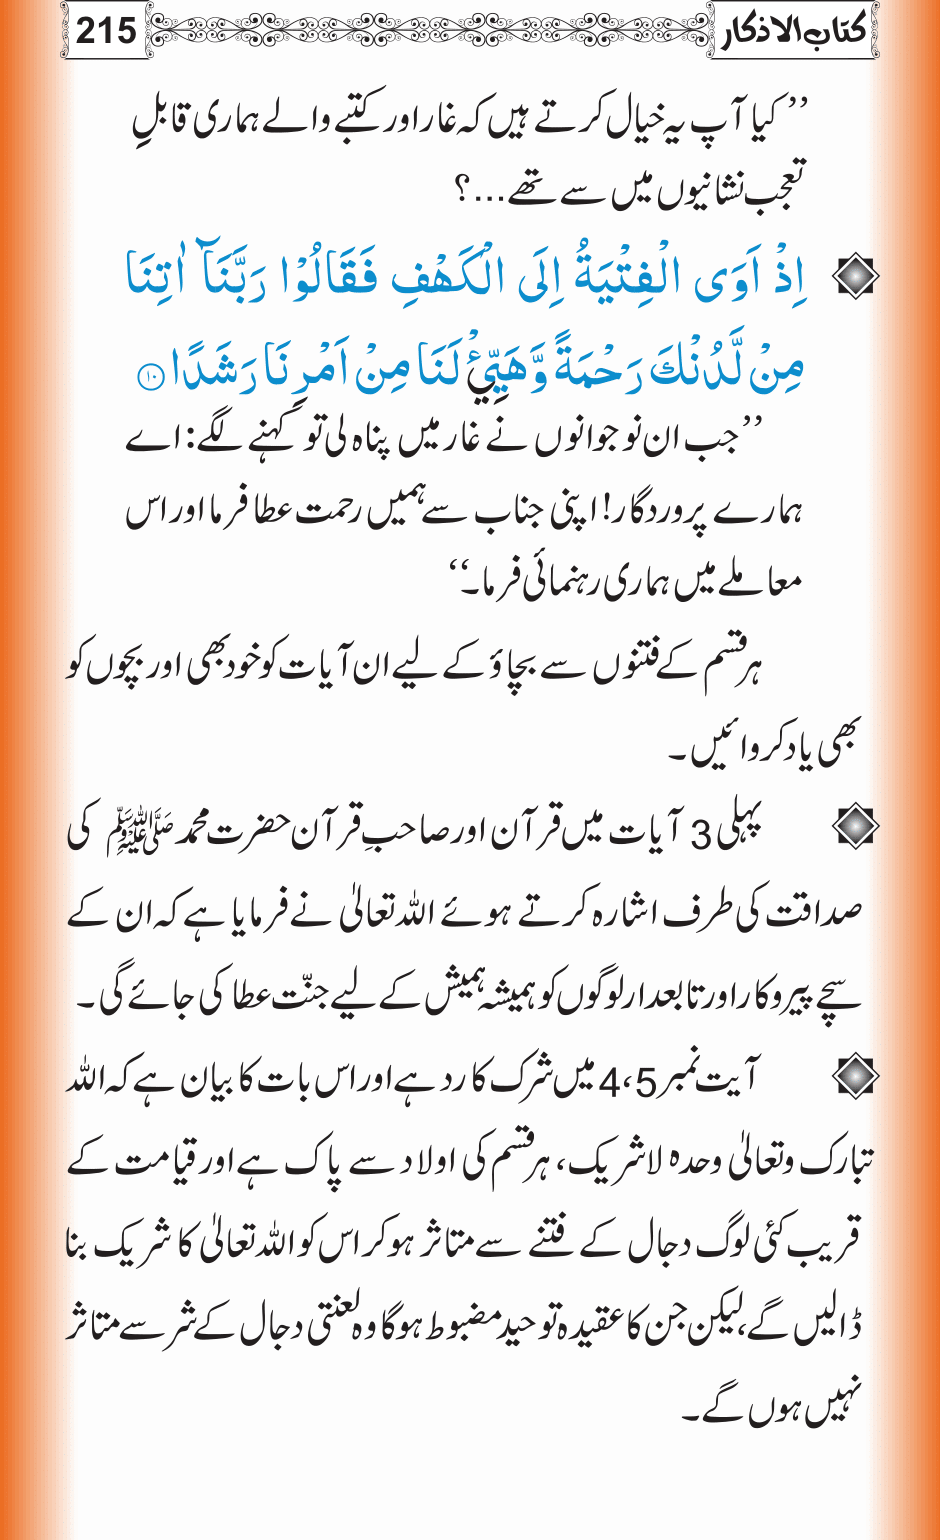 کتاب الاذکار 215
’’کیا آپ یہ خیال کرتے ہیں کہ غار اور کتبے والے ہماری قابلِ
تعجب نشانیوں میں سے تھے...؟
اِذْ اَوَى الْفِتْيَةُ اِلَى الْكَهْفِ فَقَالُوْا رَبَّنَاۤ اٰتِنَا
مِنْ لَّدُنْكَ رَحْمَةً وَّهَيِّئْ لَنَا مِنْ اَمْرِنَا رَشَدًا ۱۰
’’جب ان نوجوانوں نے غار میں پناہ لی تو کہنے لگے: اے
ہمارے پروردگار! اپنی جناب سے ہمیں رحمت عطا فرما اور اس
معاملے میں ہماری رہنمائی فرما۔‘‘
ہر قسم کے فتنوں سے بچاؤ کے لیے ان آیات کو خود بھی اور بچوں کو
بھی یاد کروائیں۔
پہلی 3 آیات میں قرآن اور صاحبِ قرآن حضرت محمد ﷺ کی
صداقت کی طرف اشارہ کرتے ہوئے اللہ تعالیٰ نے فرمایا ہے کہ ان کے
سچے پیروکار اور تابعدار لوگوں کو ہمیشہ ہمیش کے لیے جنّت عطا کی جائے گی۔
آیت نمبر 4،5 میں شرک کا رد ہے اور اس بات کا بیان ہے کہ اللہ
تبارک وتعالیٰ وحدہ لاشریک، ہر قسم کی اولاد سے پاک ہے اور قیامت کے
قریب کئی لوگ دجال کے فتنے سے متاثر ہوکر اس کو اللہ تعالیٰ کا شریک بنا
ڈالیں گے، لیکن جن کا عقیدہ توحید مضبوط ہوگا وہ لعنتی دجال کے شر سے متاثر
نہیں ہوں گے۔